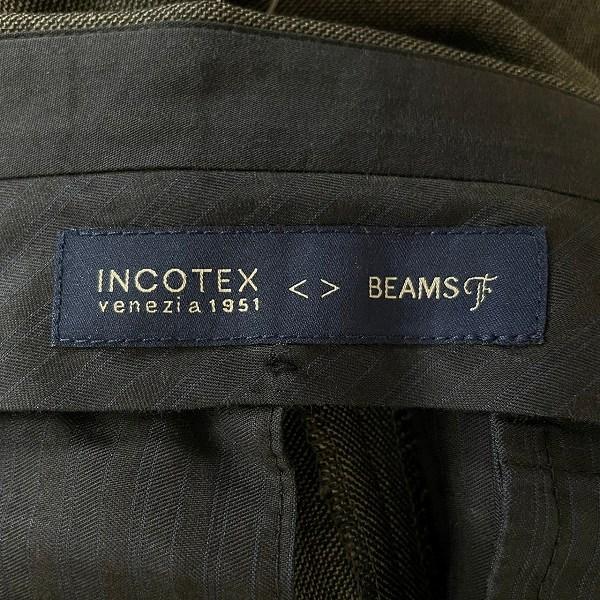 INCOTEX < > BEAMS F
venezia 1951